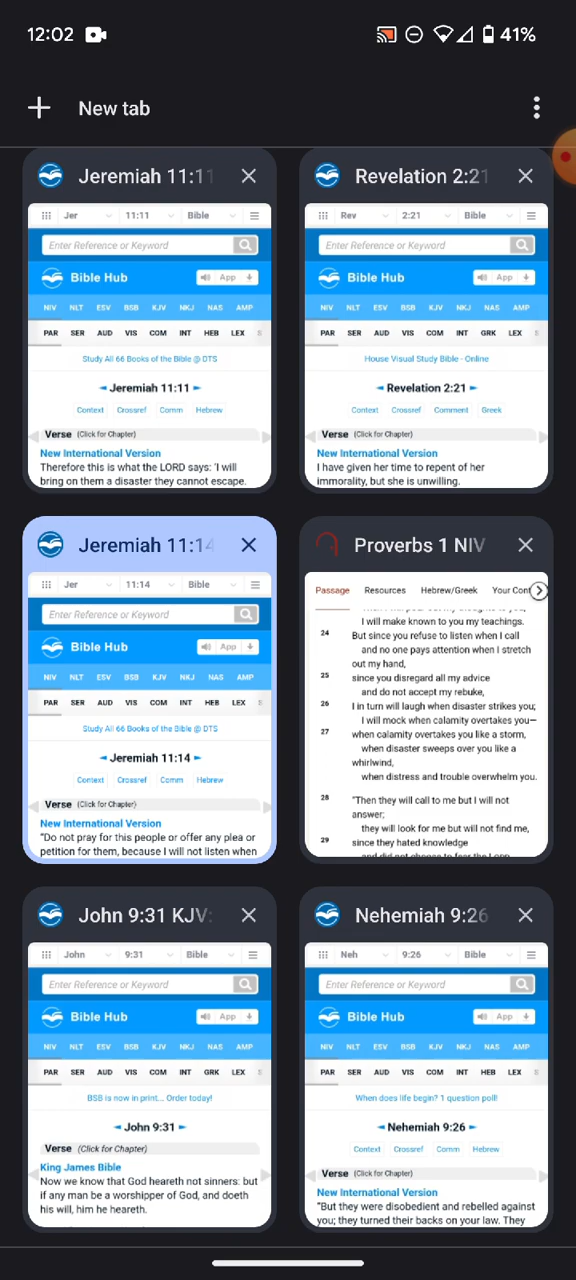 12:02
41%
New tab
Jeremiah 11:11
Jer 11:11 Bible
Enter Reference or Keyword
Bible Hub App
NIV NLT ESV BSB KJV NKJ NAS AMP
PAR SER AUD VIS COM INT HEB LEX S
Study All 66 Books of the Bible @ DTS
Jeremiah 11:11
Context Crossref Comm Hebrew
Verse (Click for Chapter)
New International Version
Therefore this is what the LORD says: 'I will
bring on them a disaster they cannot escape.
Revelation 2:21
Rev 2:21 Bible
Enter Reference or Keyword
Bible Hub App
NIV NLT ESV BSB KJV NKJ NAS AMP
PAR SER AUD VIS COM INT GRK LEX S
House Visual Study Bible - Online
Revelation 2:21
Context Crossref Comment Greek
Verse (Click for Chapter)
New International Version
I have given her time to repent of her
immorality, but she is unwilling.
Jeremiah 11:14
Jer 11:14 Bible
Enter Reference or Keyword
Bible Hub App
NIV NLT ESV BSB KJV NKJ NAS AMP
PAR SER AUD VIS COM INT HEB LEX S
Study All 66 Books of the Bible @ DTS
Jeremiah 11:14
Context Crossref Comm Hebrew
Verse (Click for Chapter)
New International Version
"Do not pray for this people or offer any plea or
petition for them, because I will not listen when
Proverbs 1 NIV
Passage Resources Hebrew/Greek Your Cont
I will make known to you my teachings.
24 But since you refuse to listen when I call
and no one pays attention when I stretch
out my hand,
25 since you disregard all my advice
and do not accept my rebuke,
26 I in turn will laugh when disaster strikes you;
I will mock when calamity overtakes you—
27 when calamity overtakes you like a storm,
when disaster sweeps over you like a
whirlwind,
when distress and trouble overwhelm you.
28 "Then they will call to me but I will not
answer;
they will look for me but will not find me,
29 since they hated knowledge
and did not choose to fear the Lord
John 9:31 KJV:
John 9:31 Bible
Enter Reference or Keyword
Bible Hub App
NIV NLT ESV BSB KJV NKJ NAS AMP
PAR SER AUD VIS COM INT GRK LEX S
BSB is now in print... Order today!
John 9:31
Verse (Click for Chapter)
King James Bible
Now we know that God heareth not sinners: but
if any man be a worshipper of God, and doeth
his will, him he heareth.
Nehemiah 9:26
Neh 9:26 Bible
Enter Reference or Keyword
Bible Hub App
NIV NLT ESV BSB KJV NKJ NAS AMP
PAR SER AUD VIS COM INT HEB LEX S
When does life begin? 1 question poll!
Nehemiah 9:26
Context Crossref Comm Hebrew
Verse (Click for Chapter)
New International Version
"But they were disobedient and rebelled against
you; they turned their backs on your law. They